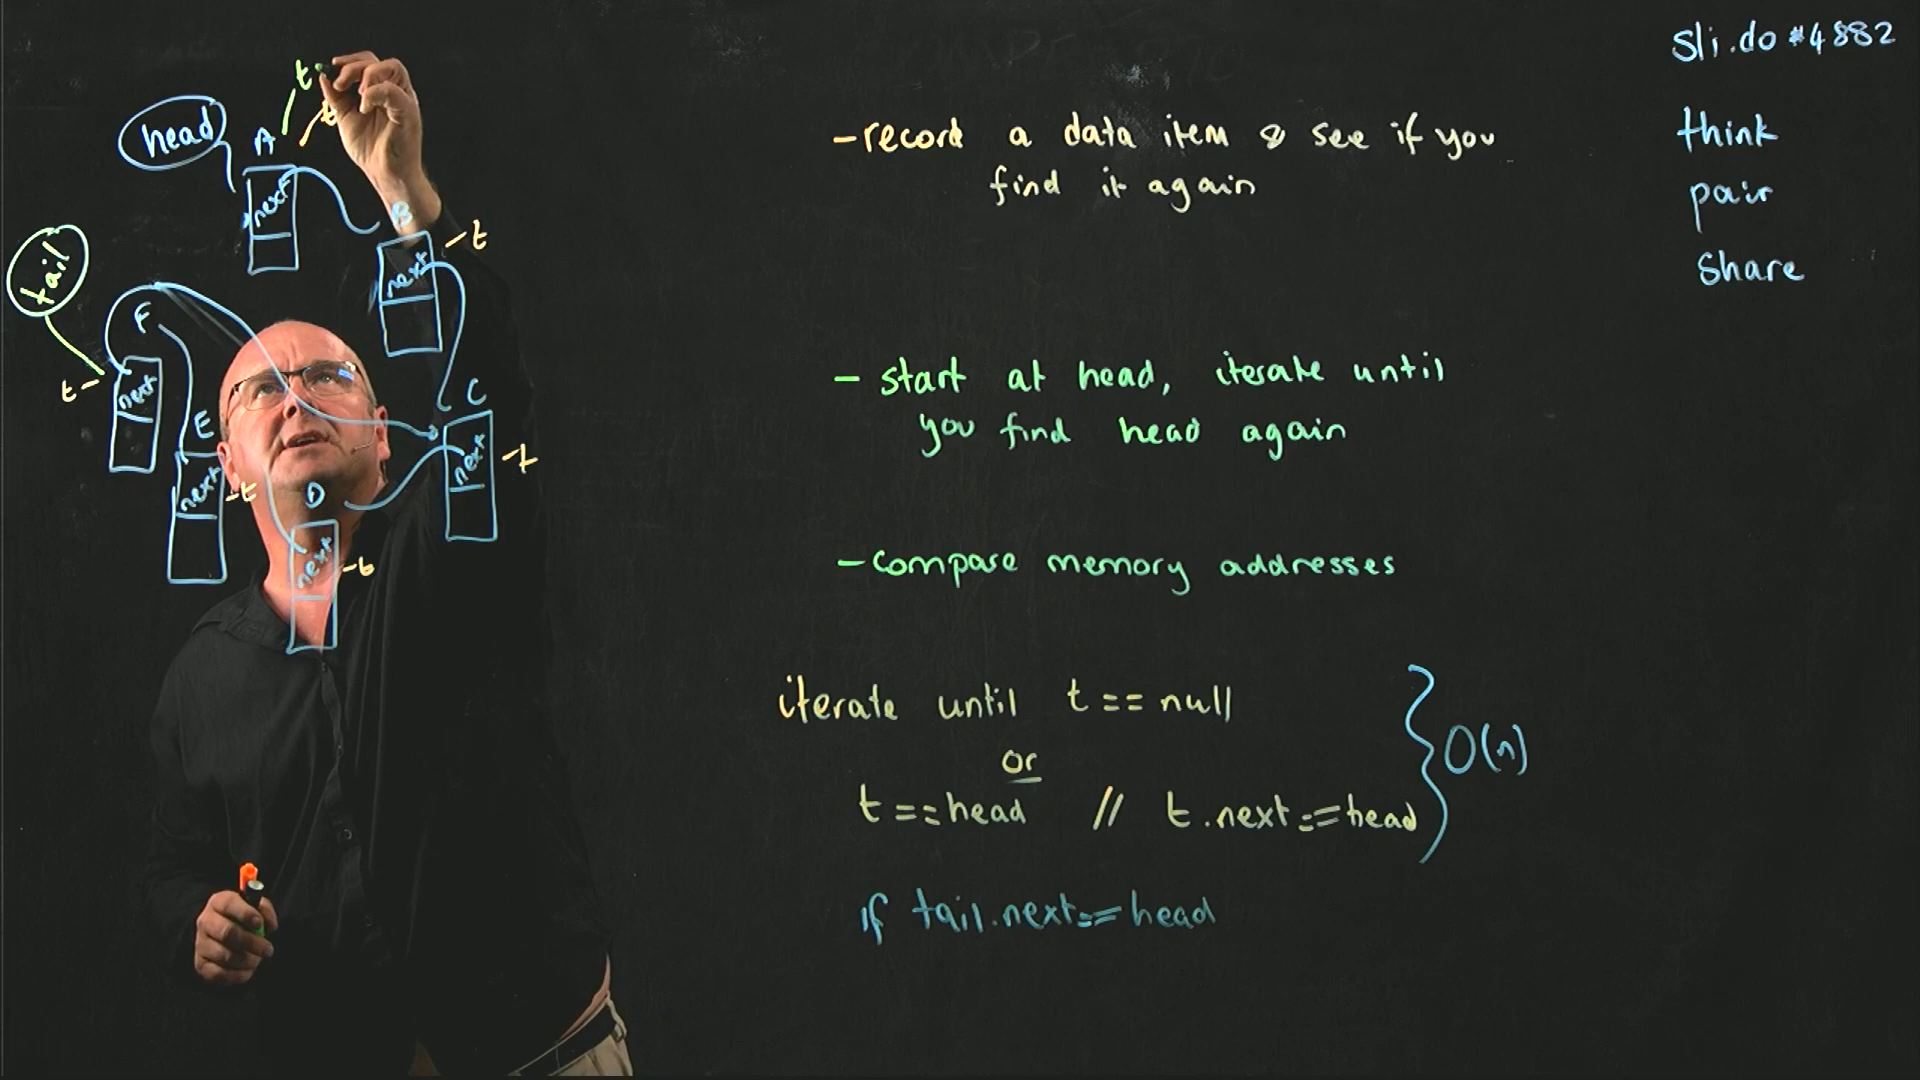 sli.do #4882
think
pair
share
- record a data item & see if you
find it again
- start at head, iterate until
you find head again
- compare memory addresses
iterate until t == null
or
t == head // t.next == head
} O(n)
if tail.next == head
t
t
head
A
next
B
- t
next
tail
F
t -
next
E
next
- t
D
next
- t
C
next
- t